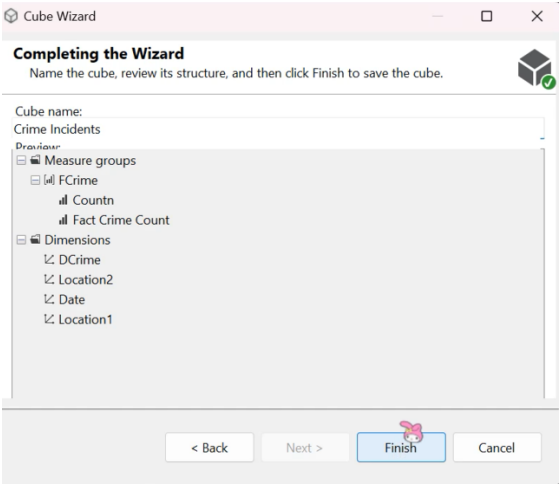 Cube Wizard
Completing the Wizard
Name the cube, review its structure, and then click Finish to save the cube.
Cube name:
Crime Incidents
Preview:
Measure groups
FCrime
Countn
Fact Crime Count
Dimensions
DCrime
Location2
Date
Location1
< Back
Next >
Finish
Cancel